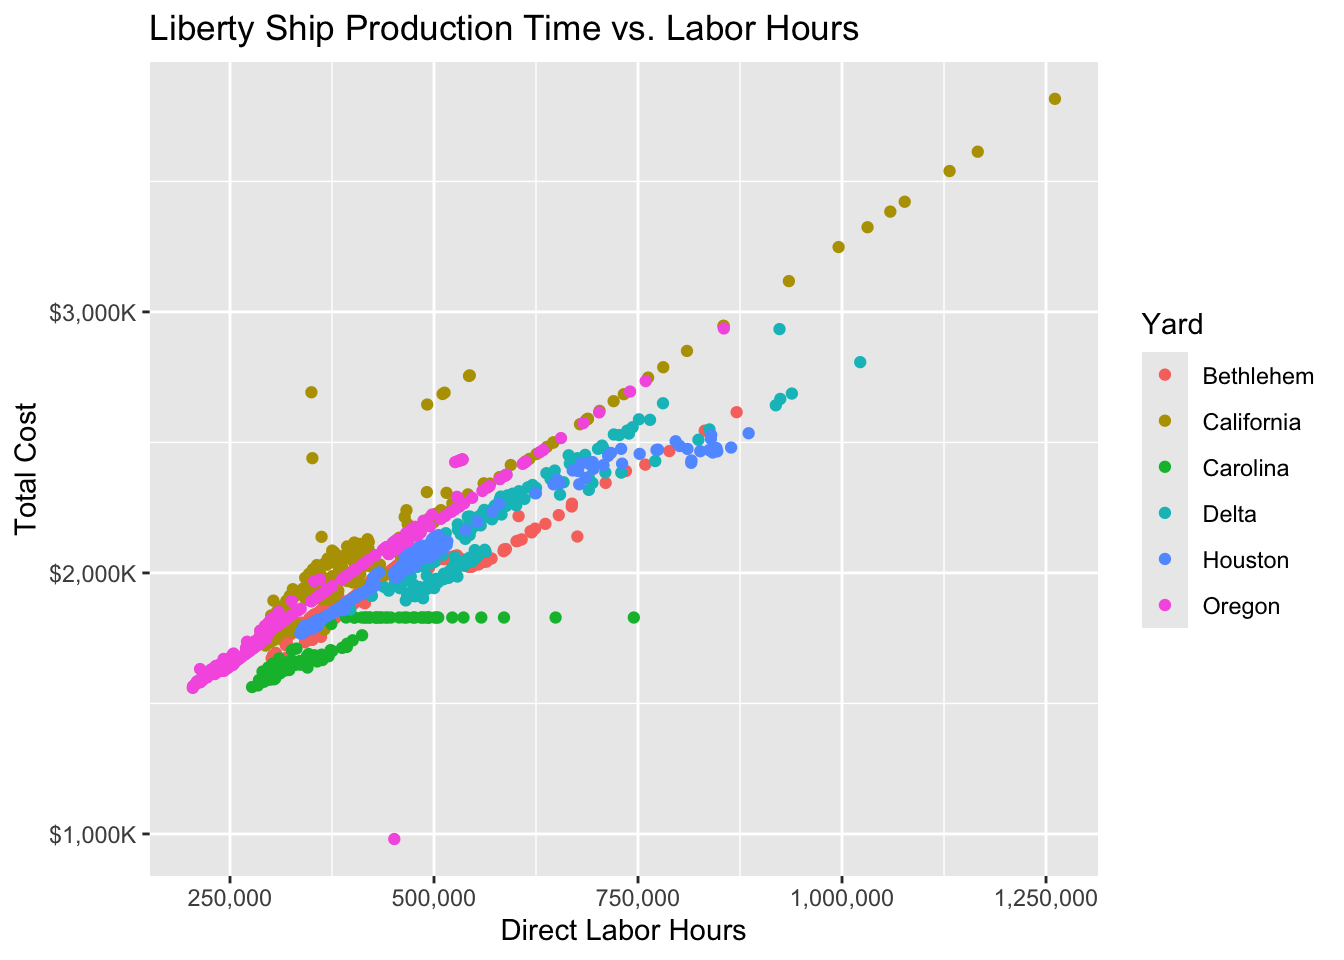 Liberty Ship Production Time vs. Labor Hours
Total Cost
$3,000K
$2,000K
$1,000K
250,000
500,000
750,000
1,000,000
1,250,000
Direct Labor Hours
Yard
Bethlehem
California
Carolina
Delta
Houston
Oregon